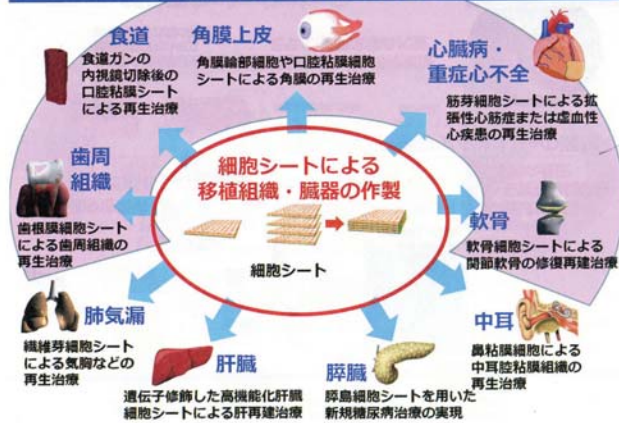 食道
食道ガンの
内視鏡切除後の
口腔粘膜シート
による再生治療
角膜上皮
角膜輪部細胞や口腔粘膜細胞
シートによる角膜の再生治療
心臓病・
重症心不全
筋芽細胞シートによる拡
張性心筋症または虚血性
心疾患の再生治療
歯周
組織
歯根膜細胞シート
による歯周組織の
再生治療
細胞シートによる
移植組織・臓器の作製
細胞シート
軟骨
軟骨細胞シートによる
関節軟骨の修復再建治療
肺気漏
繊維芽細胞シート
による気胸などの
再生治療
肝臓
遺伝子修飾した高機能化肝臓
細胞シートによる肝再建治療
膵臓
膵島細胞シートを用いた
新規糖尿病治療の実現
中耳
鼻粘膜細胞による
中耳腔粘膜組織の
再生治療